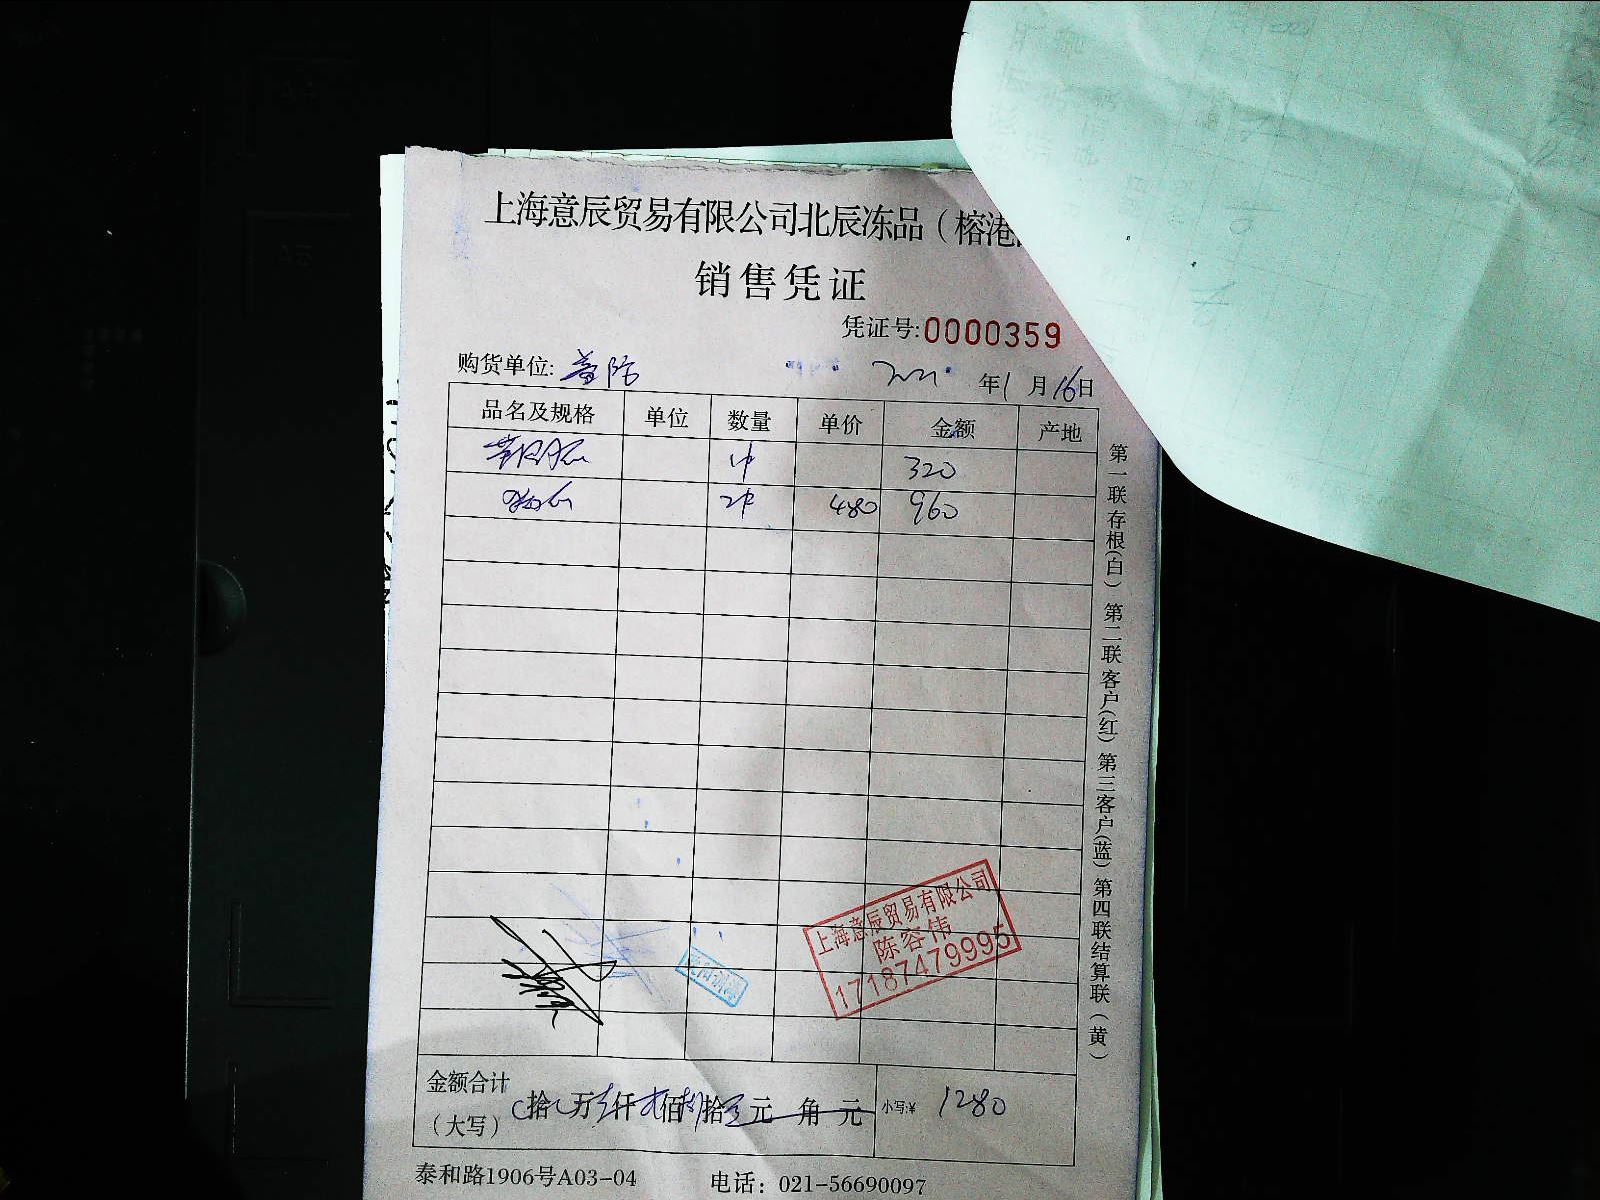 上海意辰贸易有限公司北辰冻品（榕港
销售凭证
凭证号:0000359
购货单位:
2021 年 1 月 16 日
品名及规格 单位 数量 单价 金额 产地
1件 320
2件 480 960
第一联存根(白) 第二联客户(红) 第三客户(蓝) 第四联结算联(黄)
上海意辰贸易有限公司
陈容伟
17187479995
金额合计
（大写） 拾 万 仟 佰 拾 元 角 元 小写:¥ 1280
泰和路1906号A03-04 电话：021-56690097